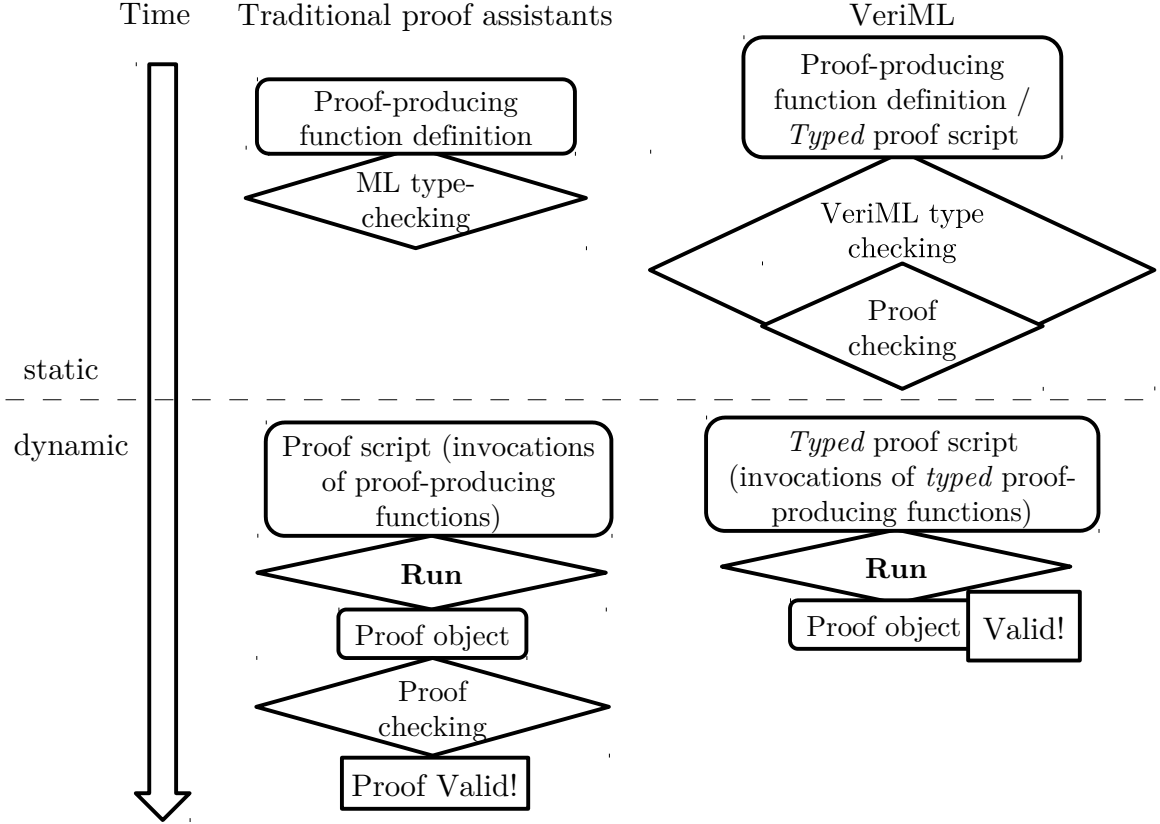 Time
Traditional proof assistants
VeriML
Proof-producing
function definition
ML type-
checking
Proof-producing
function definition /
Typed proof script
VeriML type
checking
Proof
checking
static
dynamic
Proof script (invocations
of proof-producing
functions)
Run
Proof object
Proof
checking
Proof Valid!
Typed proof script
(invocations of typed proof-
producing functions)
Run
Proof object
Valid!